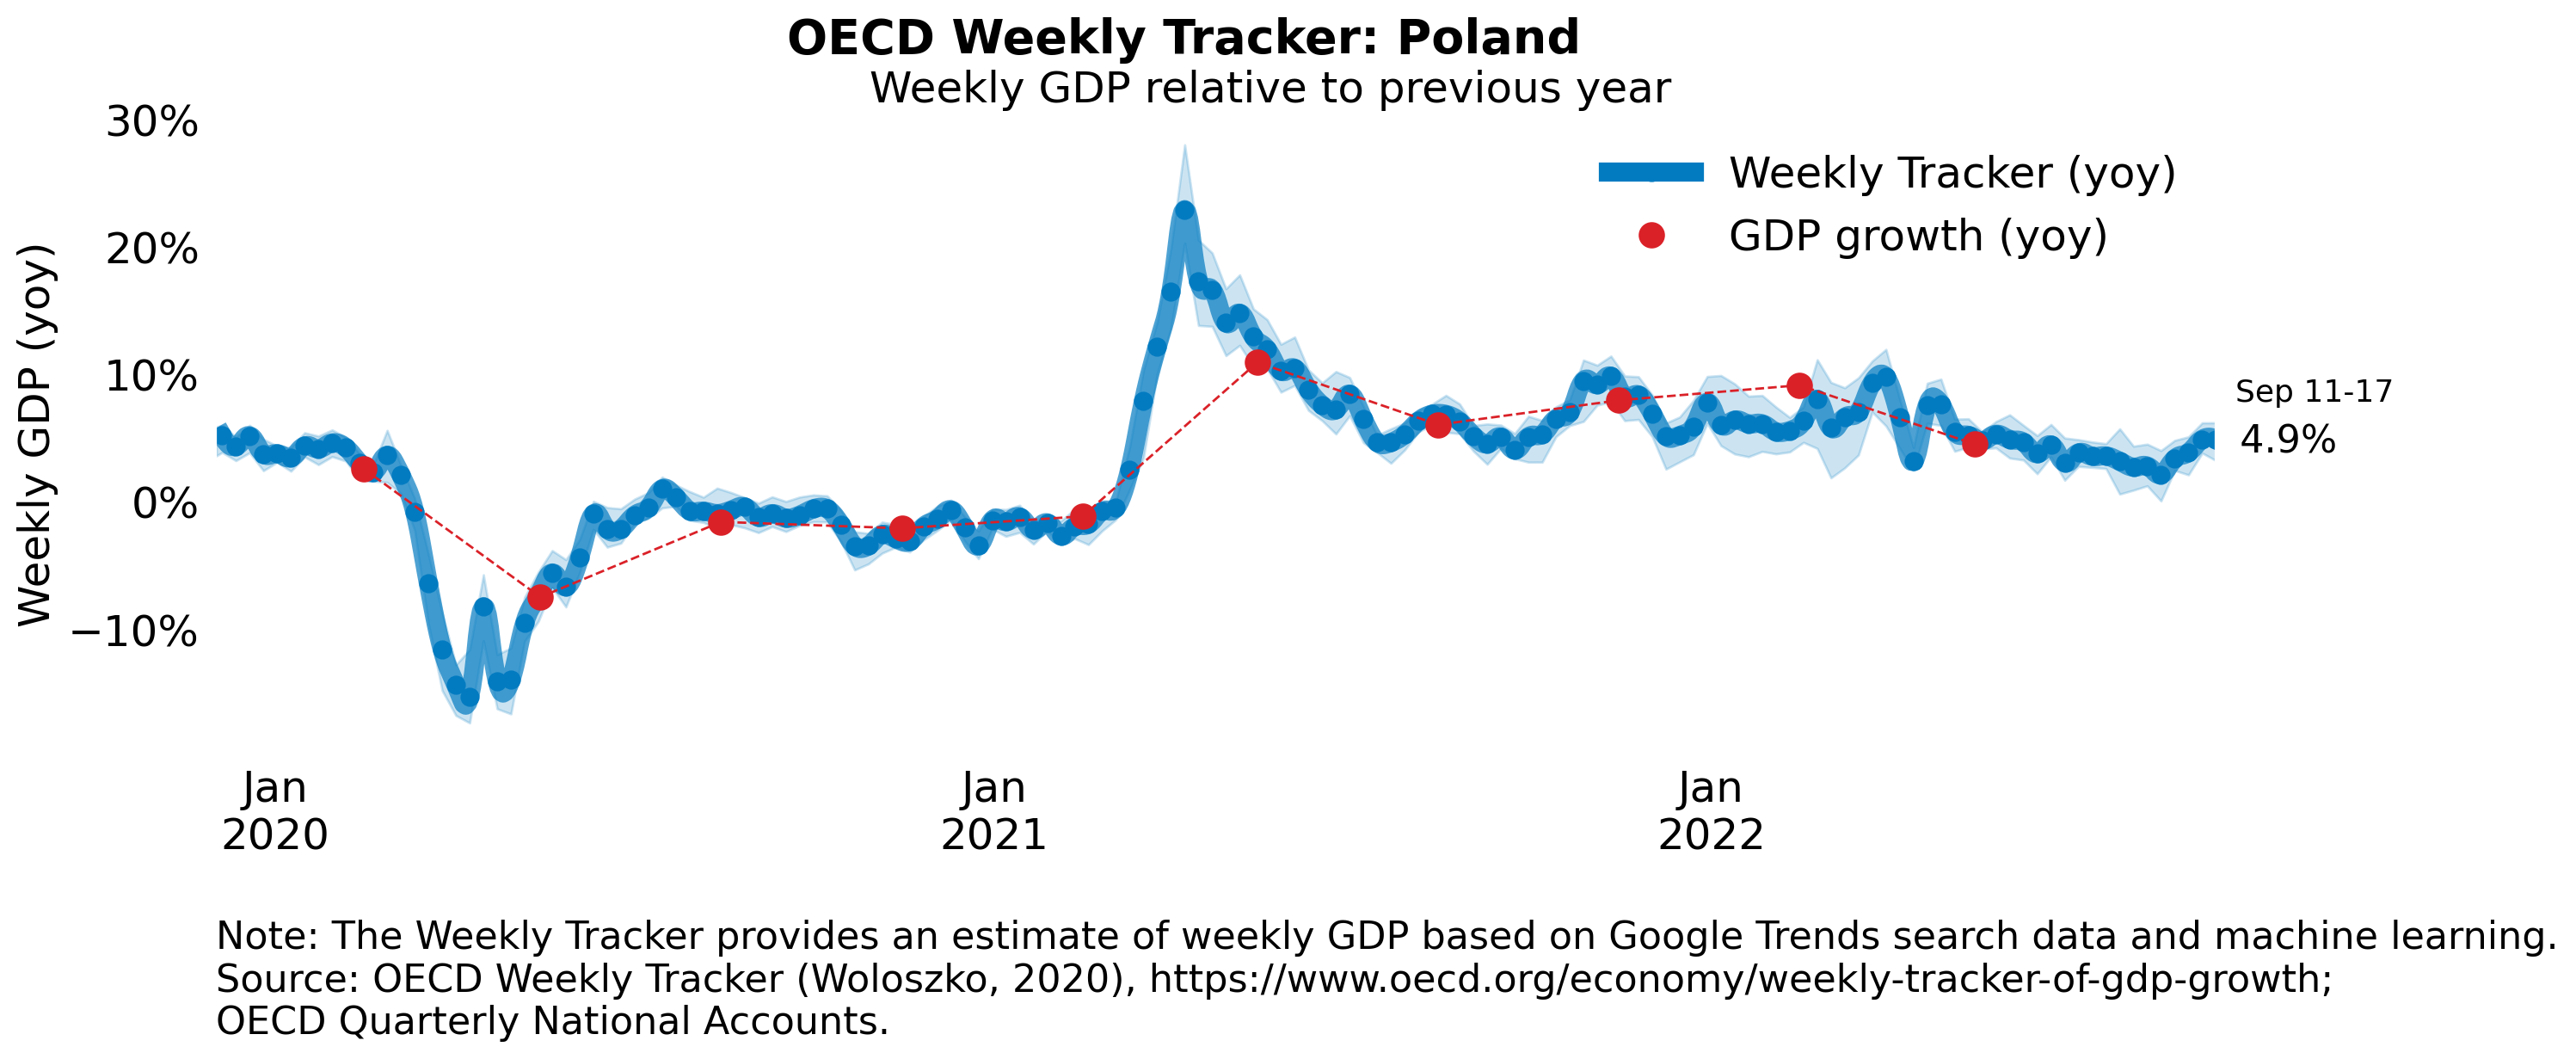 OECD Weekly Tracker: Poland
Weekly GDP relative to previous year
Weekly GDP (yoy)
30%
20%
10%
0%
−10%
Weekly Tracker (yoy)
GDP growth (yoy)
Sep 11-17
4.9%
Jan
2020
Jan
2021
Jan
2022
Note: The Weekly Tracker provides an estimate of weekly GDP based on Google Trends search data and machine learning.
Source: OECD Weekly Tracker (Woloszko, 2020), https://www.oecd.org/economy/weekly-tracker-of-gdp-growth;
OECD Quarterly National Accounts.